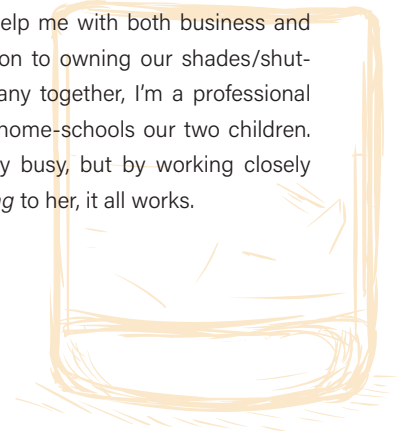 elp me with both business and
on to owning our shades/shut-
any together, I'm a professional
home-schools our two children.
y busy, but by working closely
g to her, it all works.